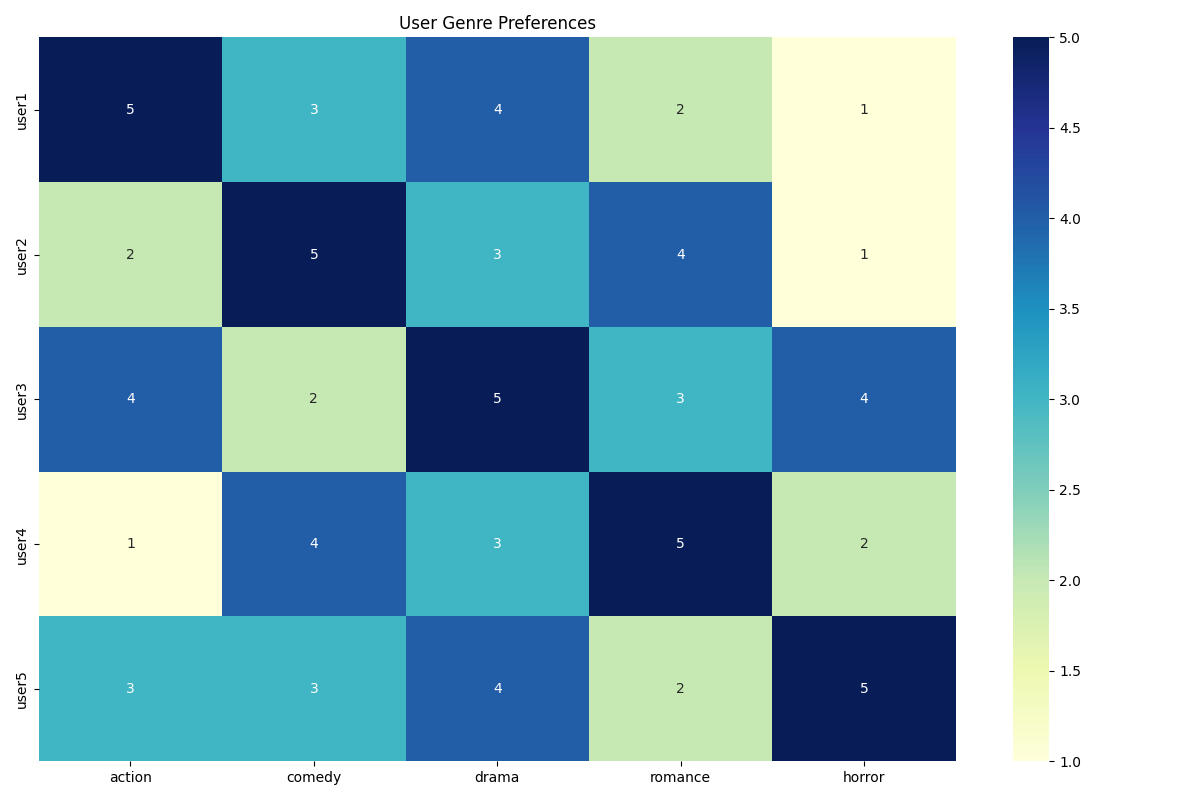 User Genre Preferences
user1 5 3 4 2 1
user2 2 5 3 4 1
user3 4 2 5 3 4
user4 1 4 3 5 2
user5 3 3 4 2 5
action comedy drama romance horror
5.0
4.5
4.0
3.5
3.0
2.5
2.0
1.5
1.0